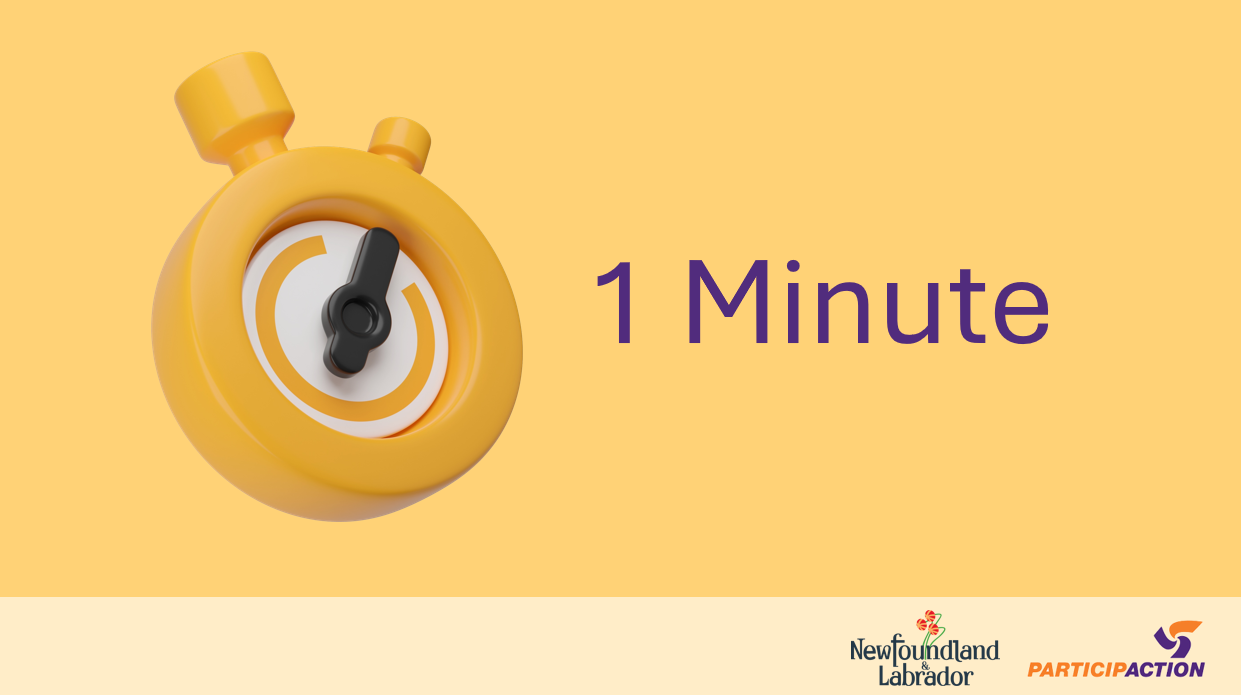 1 Minute
Newfoundland
&
Labrador
PARTICIPACTION